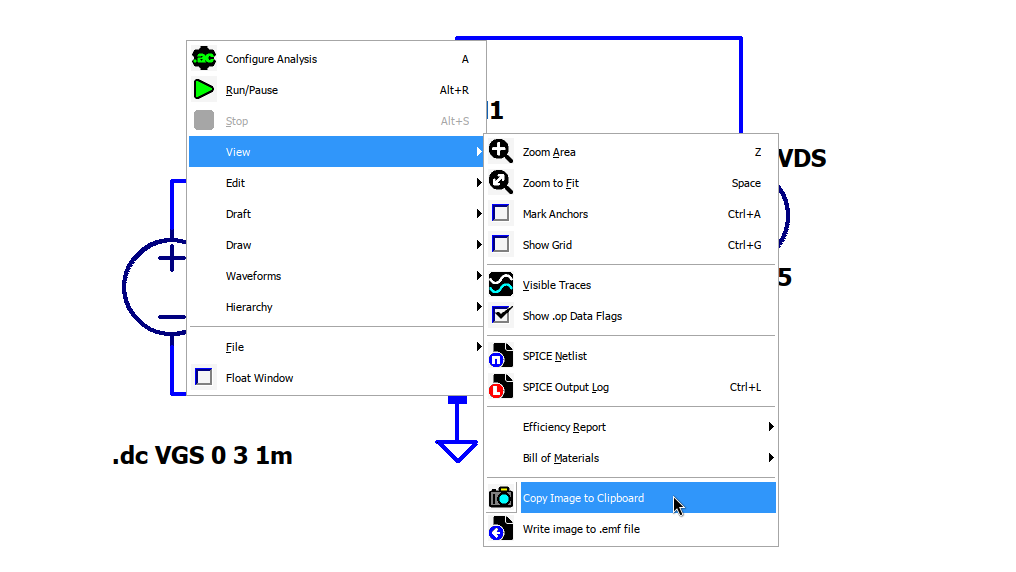 Configure Analysis A
Run/Pause Alt+R
Stop Alt+S
View
Edit
Draft
Draw
Waveforms
Hierarchy
File
Float Window
1
Zoom Area Z
Zoom to Fit Space
Mark Anchors Ctrl+A
Show Grid Ctrl+G
Visible Traces
Show .op Data Flags
SPICE Netlist
SPICE Output Log Ctrl+L
Efficiency Report
Bill of Materials
Copy Image to Clipboard
Write image to .emf file
VDS
5
.dc VGS 0 3 1m